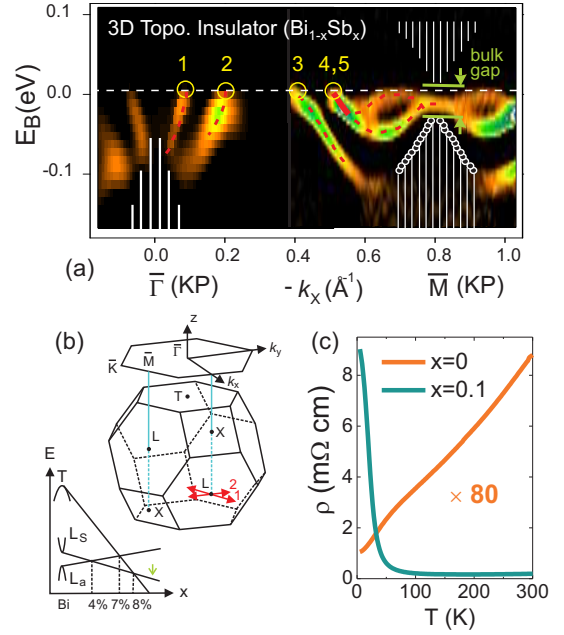 3D Topo. Insulator (Bi1-xSbx)
1 2 3 4,5
bulk gap
E_B(eV)
0.0
-0.1
0.0 0.2 0.4 0.6 0.8 1.0
(a) Γ̅ (KP) - kX (Å-1) M̅ (KP)
(b)
z
K̅ M̅ Γ̅ ky
kx
T
L X
L 2
1
X
E
T
LS
La
Bi 4% 7% 8% x
(c)
x=0
x=0.1
× 80
ρ (mΩ cm)
8
6
4
2
0
0 100 200 300
T (K)